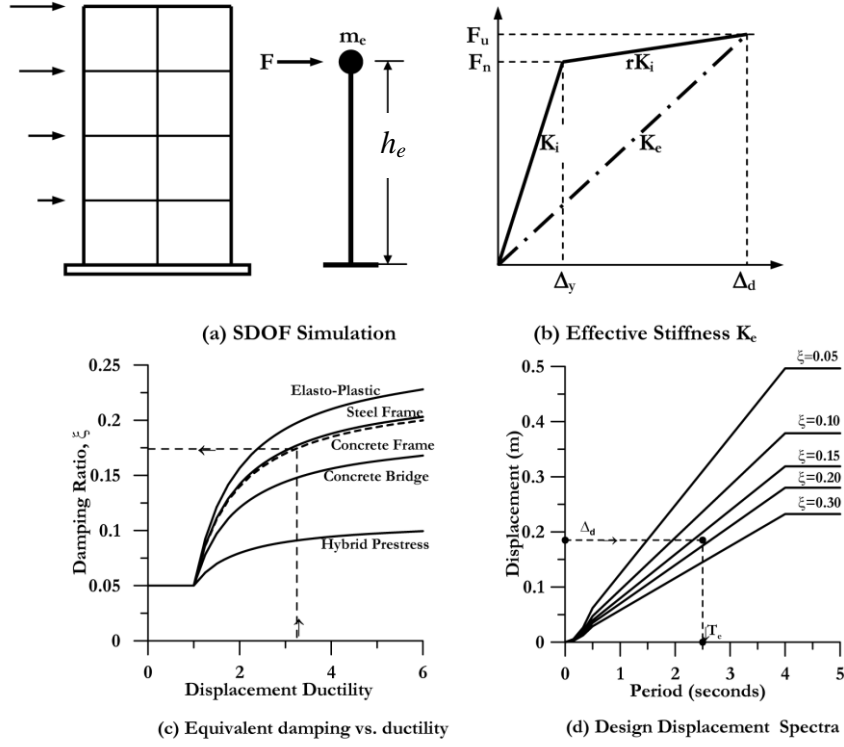 mₑ
F
hₑ
(a) SDOF Simulation
Fᵤ
Fₙ
rKᵢ
Kᵢ
Kₑ
Δy
Δd
(b) Effective Stiffness Kₑ
0.25
0.2
0.15
0.1
0.05
0
Damping Ratio, ξ
Elasto-Plastic
Steel Frame
Concrete Frame
Concrete Bridge
Hybrid Prestress
0 2 4 6
Displacement Ductility
(c) Equivalent damping vs. ductility
0.5
0.4
0.3
0.2
0.1
0
Displacement (m)
ξ=0.05
ξ=0.10
ξ=0.15
ξ=0.20
ξ=0.30
Δd
Tₑ
0 1 2 3 4 5
Period (seconds)
(d) Design Displacement Spectra